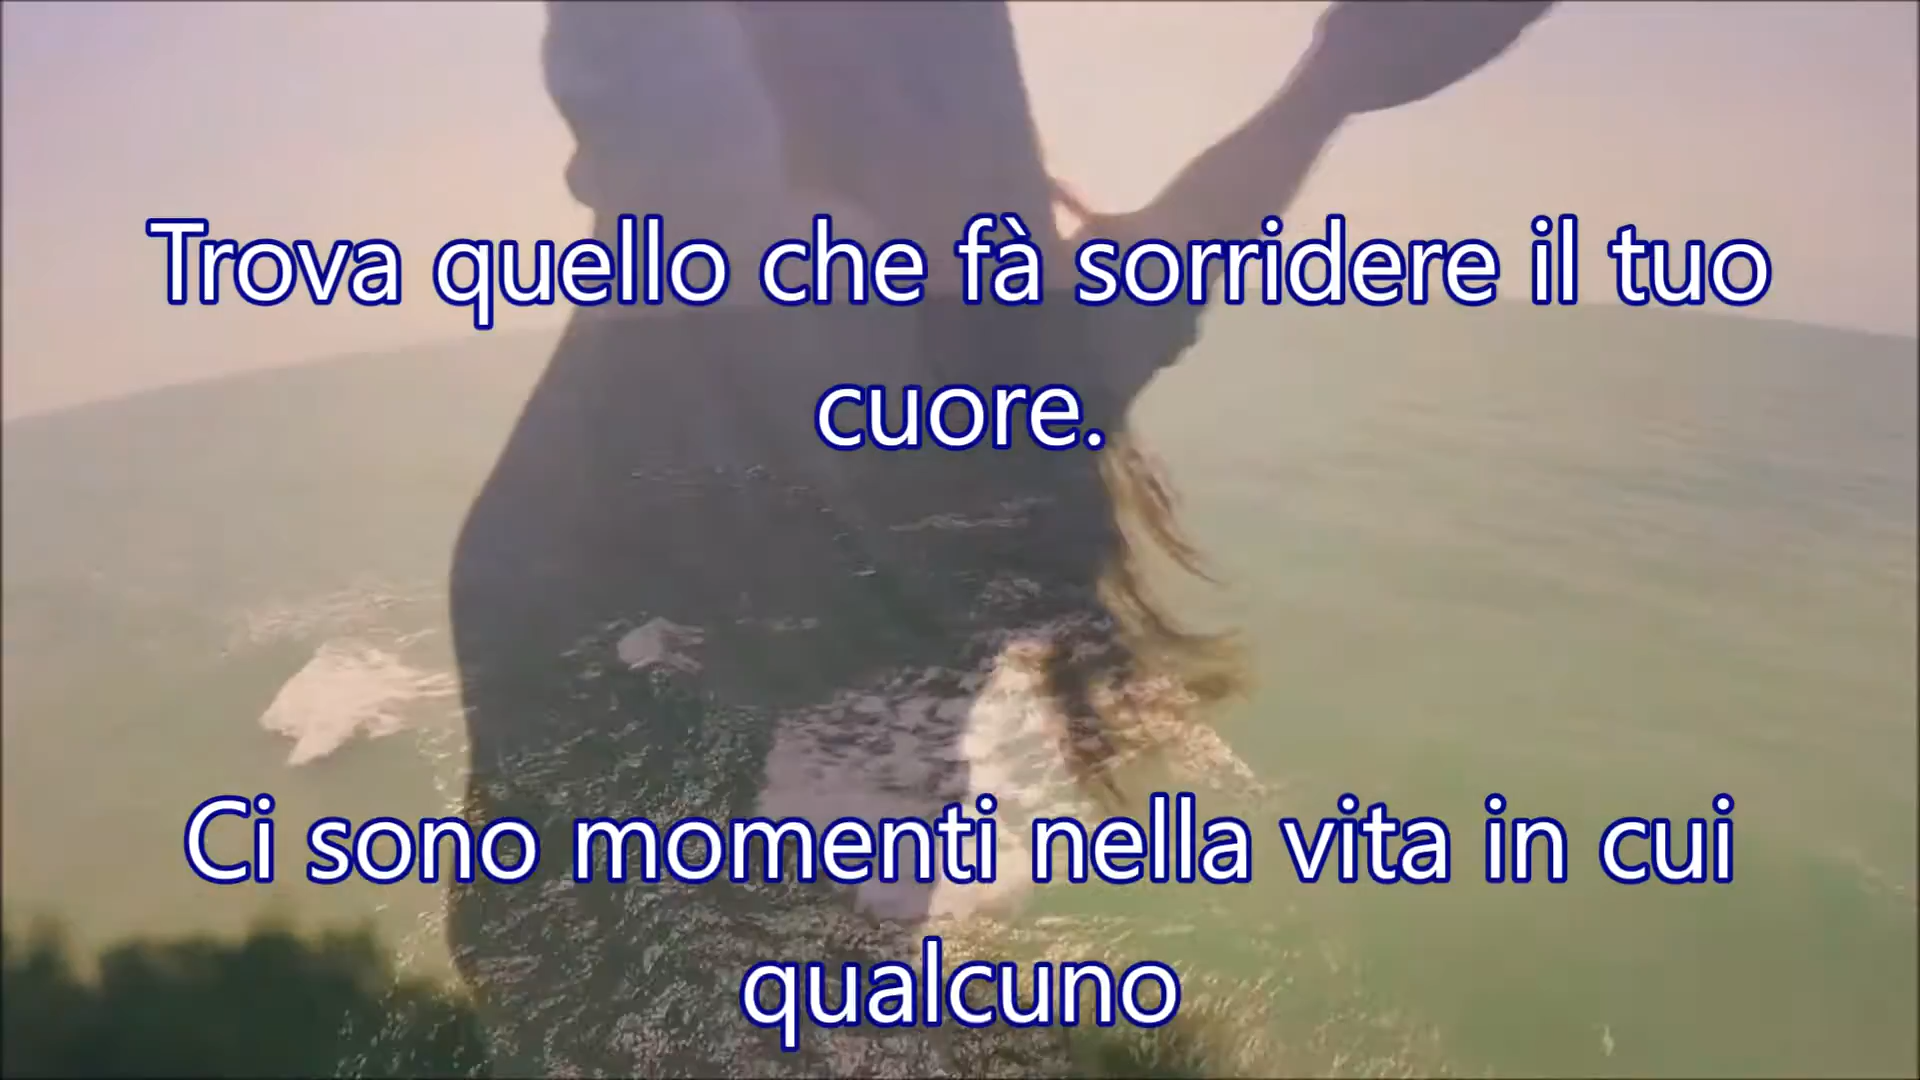 Trova quello che fà sorridere il tuo
cuore.
Ci sono momenti nella vita in cui
qualcuno